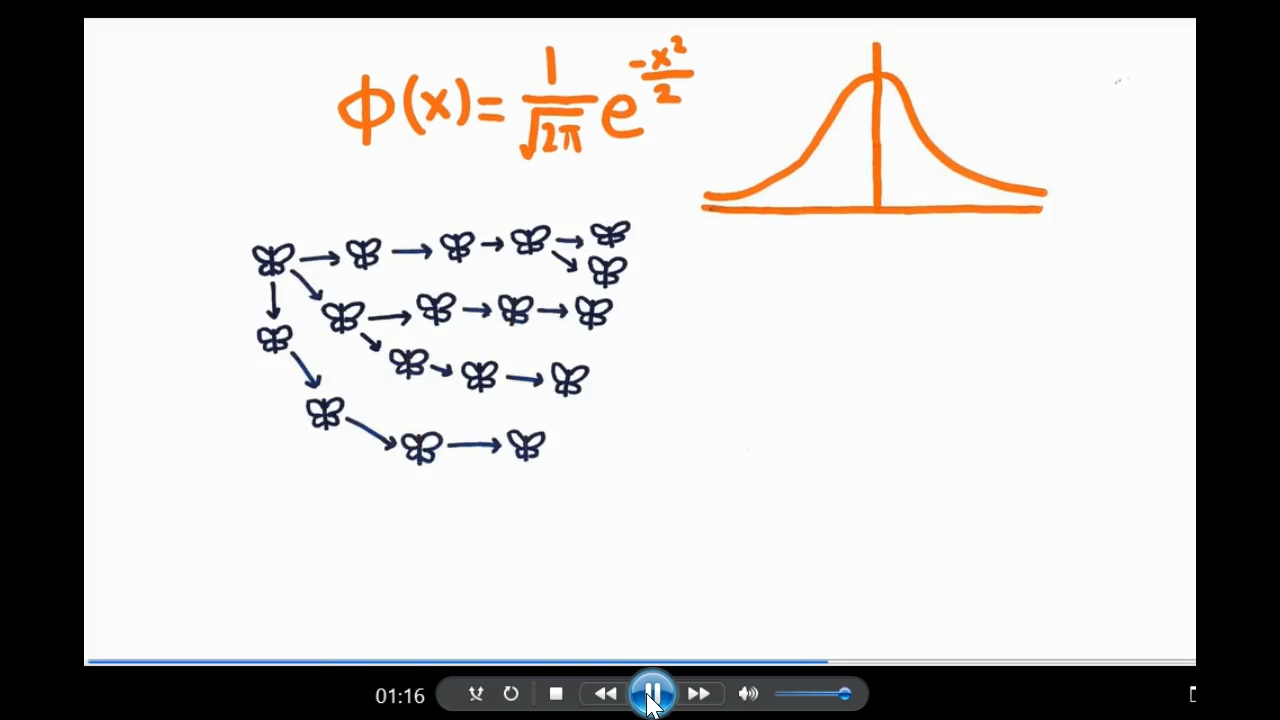 ϕ(x) = 1/√2π e^(-x²/2)
01:16